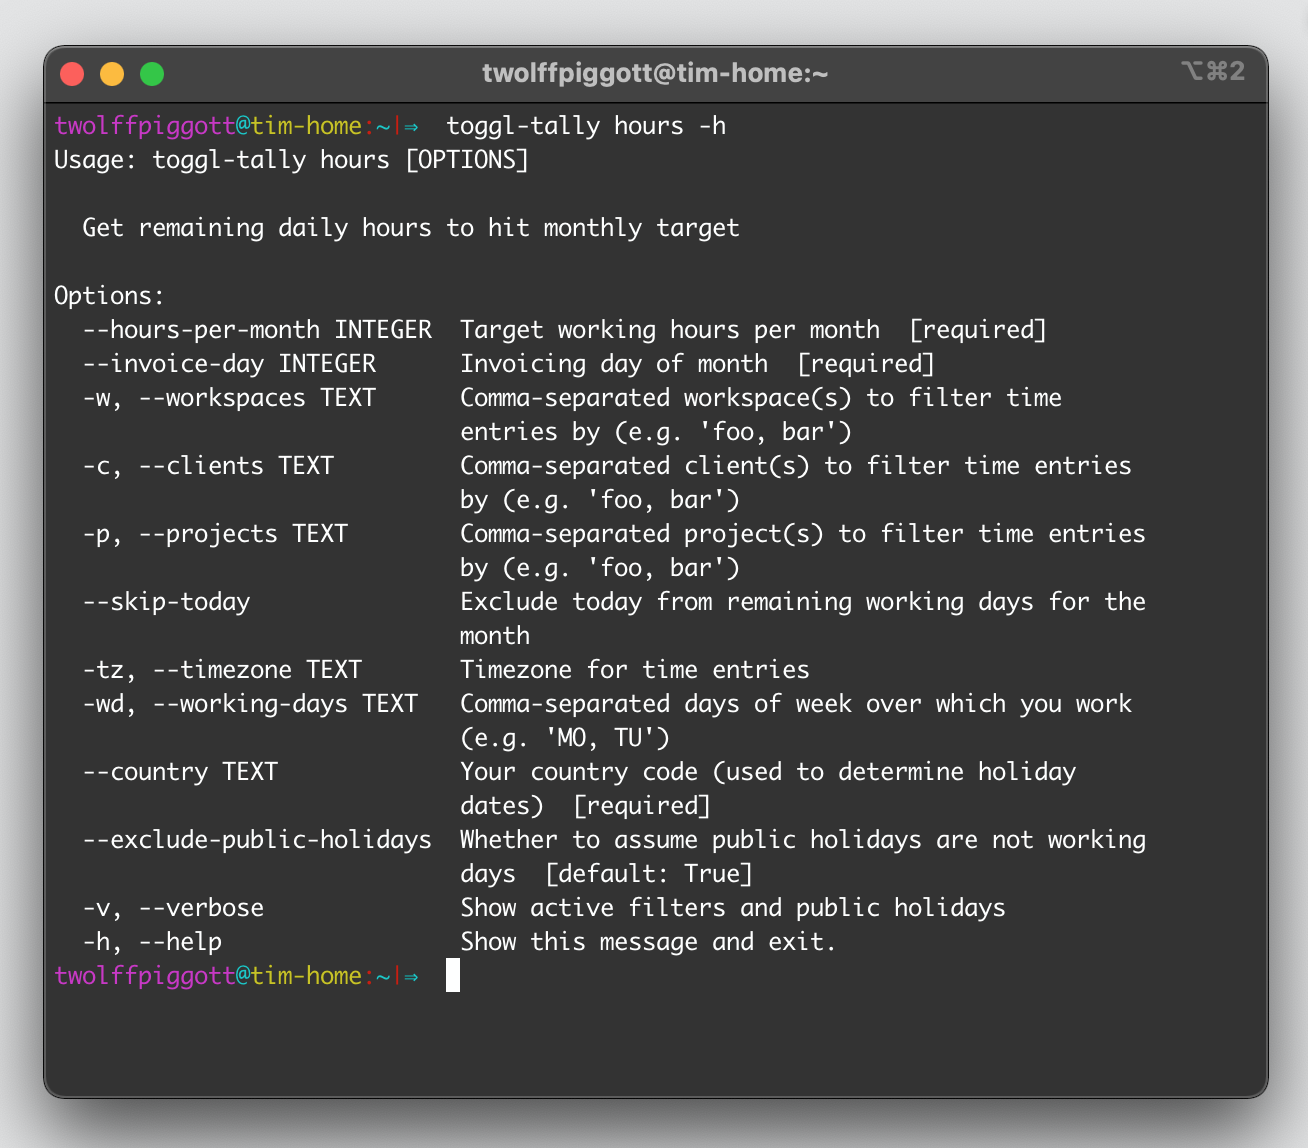 twolffpiggott@tim-home:~
⌥⌘2
twolffpiggott@tim-home:~|⇒  toggl-tally hours -h
Usage: toggl-tally hours [OPTIONS]

  Get remaining daily hours to hit monthly target

Options:
  --hours-per-month INTEGER  Target working hours per month  [required]
  --invoice-day INTEGER      Invoicing day of month  [required]
  -w, --workspaces TEXT      Comma-separated workspace(s) to filter time
                             entries by (e.g. 'foo, bar')
  -c, --clients TEXT         Comma-separated client(s) to filter time entries
                             by (e.g. 'foo, bar')
  -p, --projects TEXT        Comma-separated project(s) to filter time entries
                             by (e.g. 'foo, bar')
  --skip-today               Exclude today from remaining working days for the
                             month
  -tz, --timezone TEXT       Timezone for time entries
  -wd, --working-days TEXT   Comma-separated days of week over which you work
                             (e.g. 'MO, TU')
  --country TEXT             Your country code (used to determine holiday
                             dates)  [required]
  --exclude-public-holidays  Whether to assume public holidays are not working
                             days  [default: True]
  -v, --verbose              Show active filters and public holidays
  -h, --help                 Show this message and exit.
twolffpiggott@tim-home:~|⇒